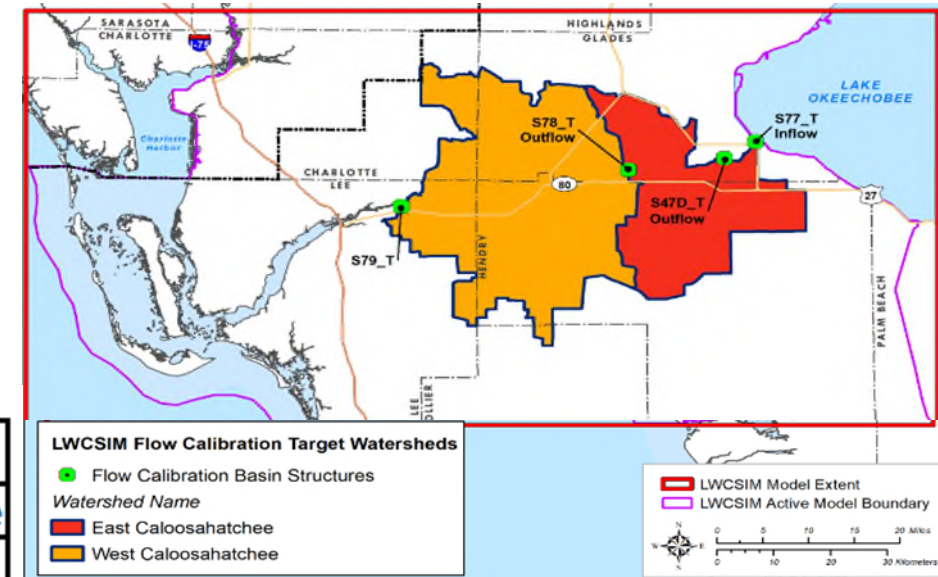 SARASOTA
CHARLOTTE
I-75
HIGHLANDS
GLADES
LAKE
OKEECHOBEE
S77_T
Inflow
S78_T
Outflow
Charlotte
Harbor
CHARLOTTE
LEE
80
27
S47D_T
Outflow
S79_T
HENDRY
PALM BEACH
LEE
OLLIER
LWCSIM Flow Calibration Target Watersheds
Flow Calibration Basin Structures
Watershed Name
East Caloosahatchee
West Caloosahatchee
LWCSIM Model Extent
LWCSIM Active Model Boundary
N
W E
S
0 5 10 20 Miles
0 10 20 30 Kilometers